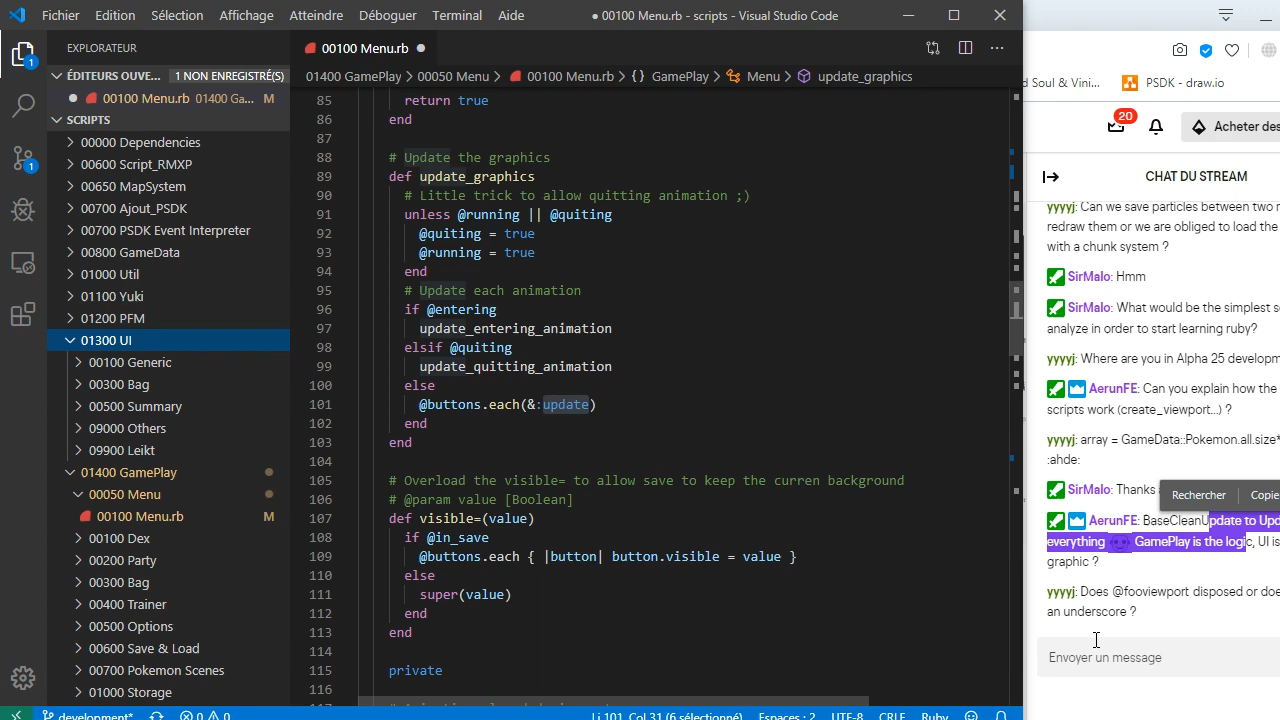 Fichier Edition Sélection Affichage Atteindre Déboguer Terminal Aide ● 00100 Menu.rb - scripts - Visual Studio Code
EXPLORATEUR
ÉDITEURS OUVE... 1 NON ENREGISTRÉ(S)
● 00100 Menu.rb 01400 Ga... M
SCRIPTS
00000 Dependencies
00600 Script_RMXP
00650 MapSystem
00700 Ajout_PSDK
00700 PSDK Event Interpreter
00800 GameData
01000 Util
01100 Yuki
01200 PFM
01300 UI
00100 Generic
00300 Bag
00500 Summary
09000 Others
09900 Leikt
01400 GamePlay
00050 Menu
00100 Menu.rb M
00100 Dex
00200 Party
00300 Bag
00400 Trainer
00500 Options
00600 Save & Load
00700 Pokemon Scenes
01000 Storage
1
1
00100 Menu.rb ●
01400 GamePlay > 00050 Menu > 00100 Menu.rb > {} GamePlay > Menu > update_graphics
85 return true
86 end
87
88 # Update the graphics
89 def update_graphics
90 # Little trick to allow quitting animation ;)
91 unless @running || @quiting
92 @quiting = true
93 @running = true
94 end
95 # Update each animation
96 if @entering
97 update_entering_animation
98 elsif @quiting
99 update_quitting_animation
100 else
101 @buttons.each(&:update)
102 end
103 end
104
105 # Overload the visible= to allow save to keep the curren background
106 # @param value [Boolean]
107 def visible=(value)
108 if @in_save
109 @buttons.each { |button| button.visible = value }
110 else
111 super(value)
112 end
113 end
114
115 private
116
development* 0 0 Li 101, Col 31 (6 sélectionné) Espaces : 2 UTF-8 CRLF Ruby
d Soul & Vini... PSDK - draw.io
20
Acheter des
CHAT DU STREAM
yyyyj: Can we save particles between two
redraw them or we are obliged to load the
with a chunk system ?
SirMalo: Hmm
SirMalo: What would be the simplest s
analyze in order to start learning ruby?
yyyyj: Where are you in Alpha 25 developm
AerunFE: Can you explain how the
scripts work (create_viewport...) ?
yyyyj: array = GameData::Pokemon.all.size*
:ahde:
SirMalo: Thanks
Rechercher Copie
AerunFE: BaseCleanUpdate to Upd
everything GamePlay is the logic, UI is
graphic ?
yyyyj: Does @fooviewport disposed or doe
an underscore ?
Envoyer un message